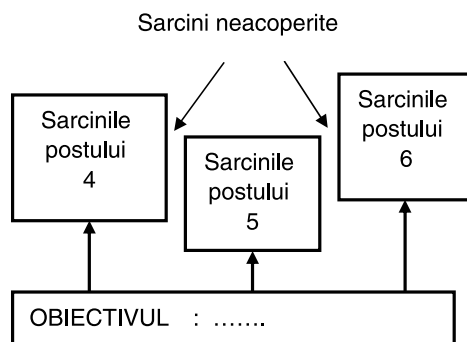 Sarcini neacoperite
Sarcinile
postului
4
Sarcinile
postului
5
Sarcinile
postului
6
OBIECTIVUL : .......